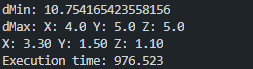 dMin: 10.754165423558156
dMax: X: 4.0 Y: 5.0 Z: 5.0
X: 3.30 Y: 1.50 Z: 1.10
Execution time: 976.523